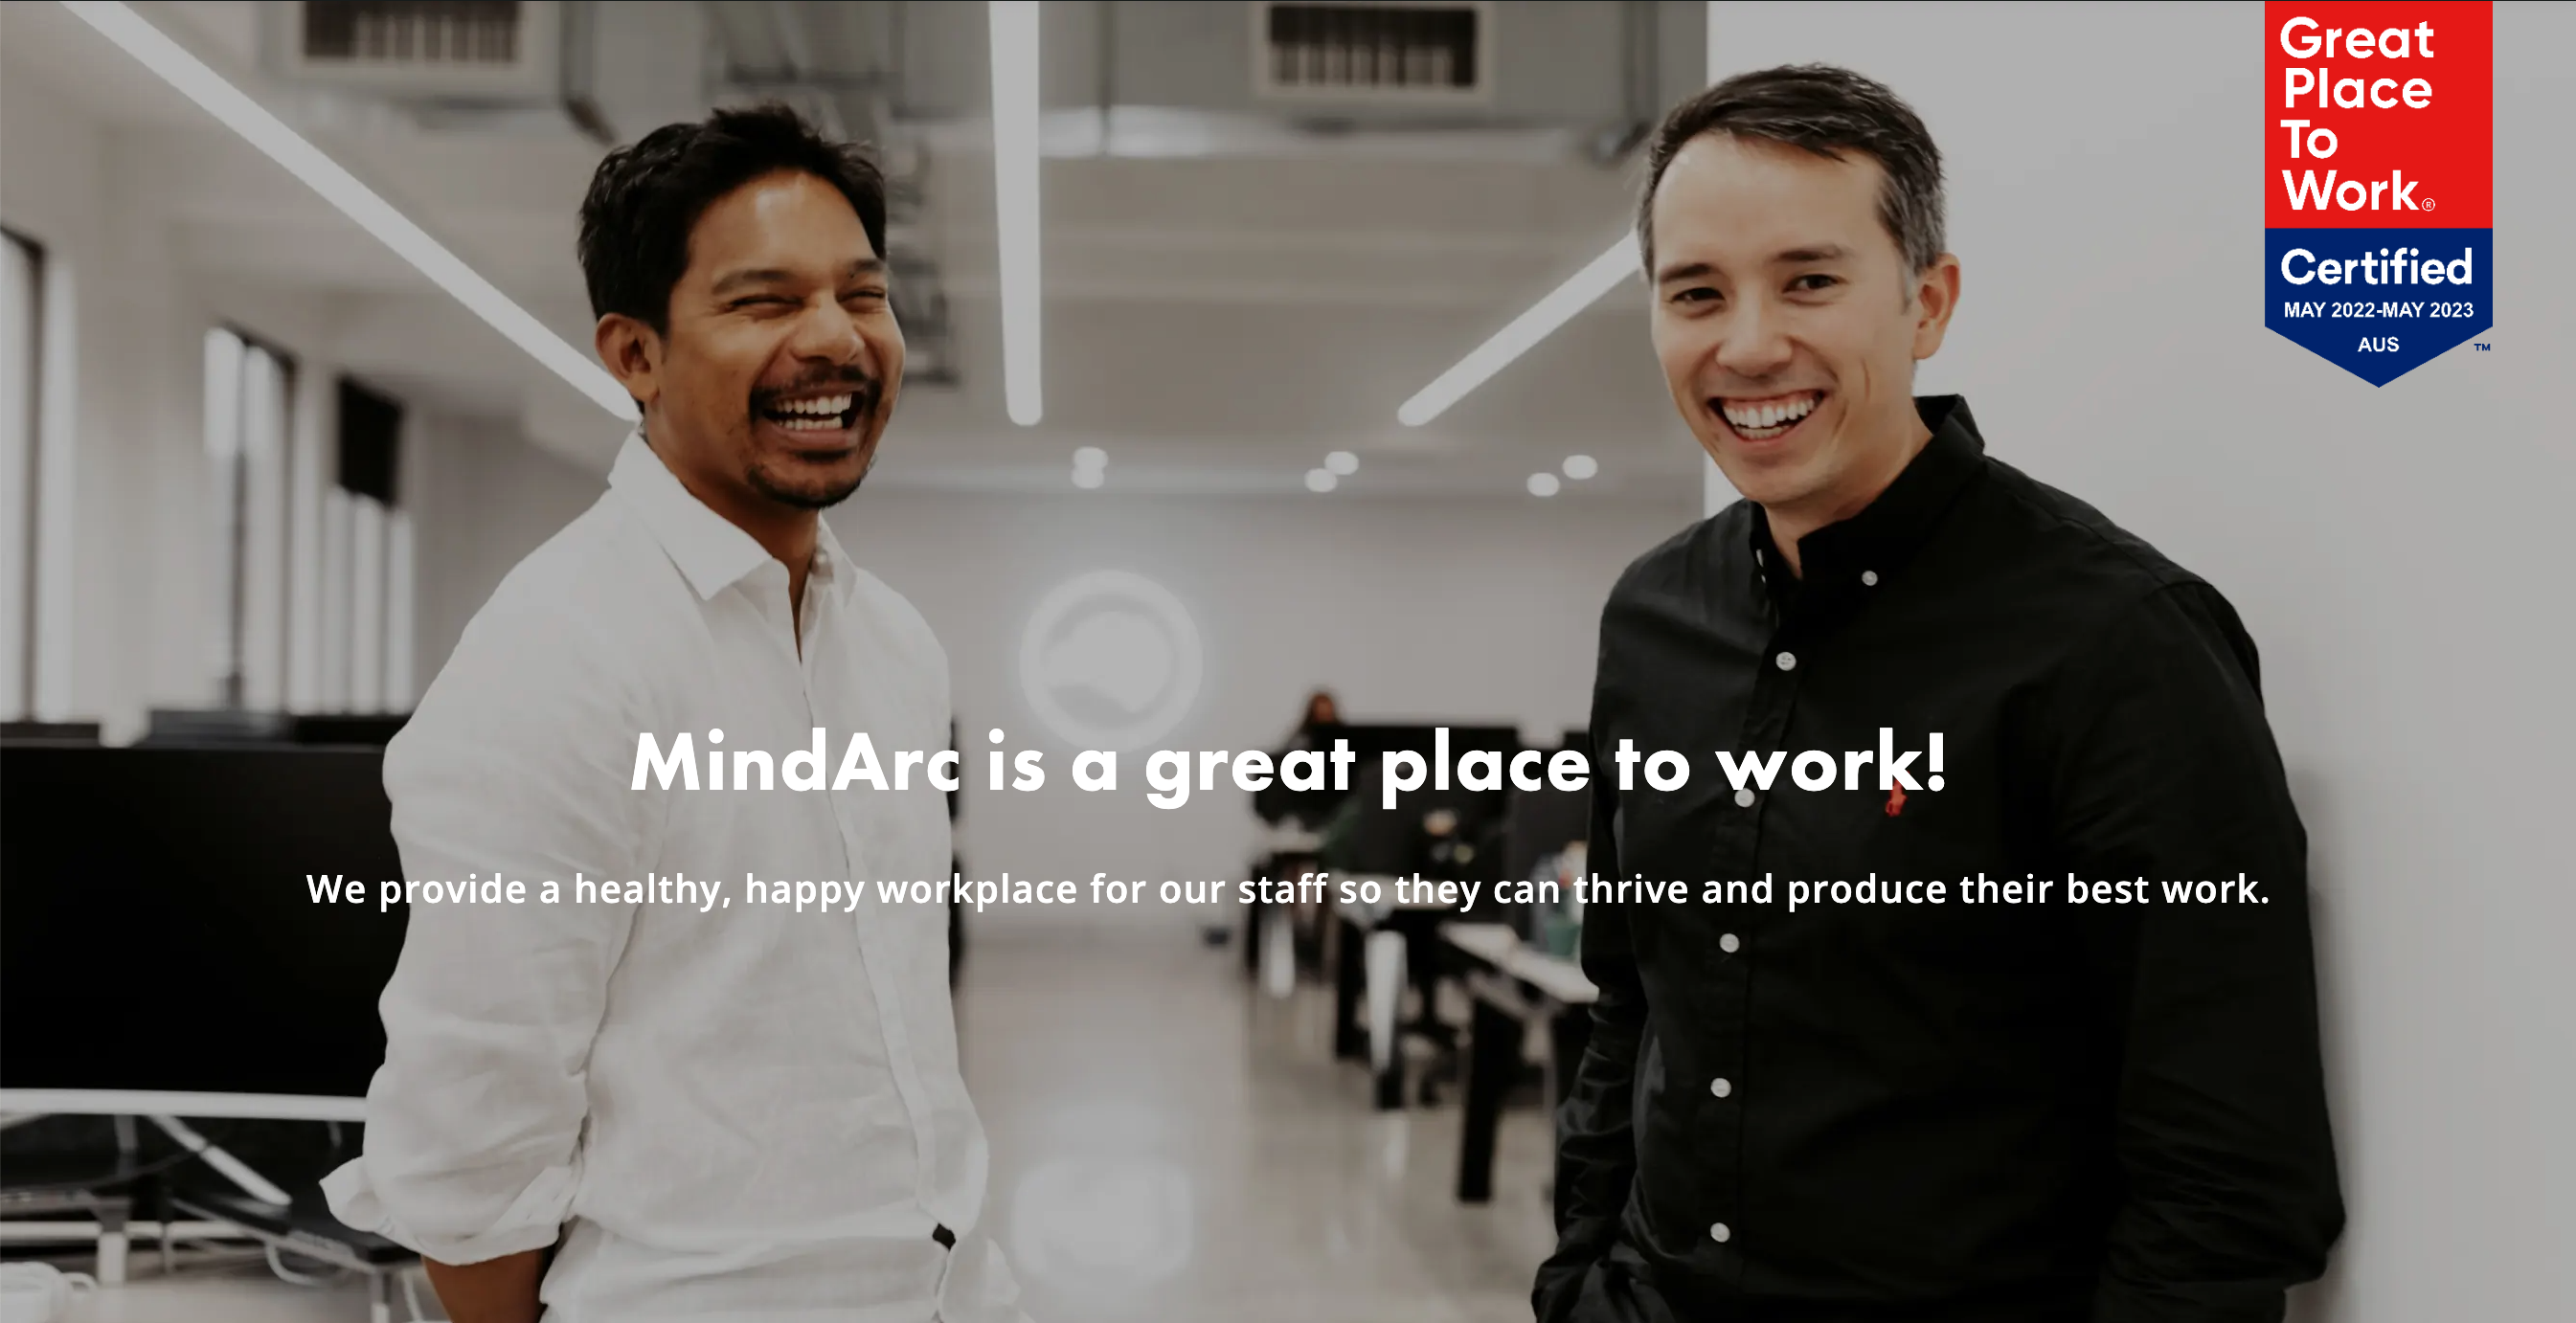 Great
Place
To
Work®
Certified
MAY 2022-MAY 2023
AUS
™
MindArc is a great place to work!
We provide a healthy, happy workplace for our staff so they can thrive and produce their best work.